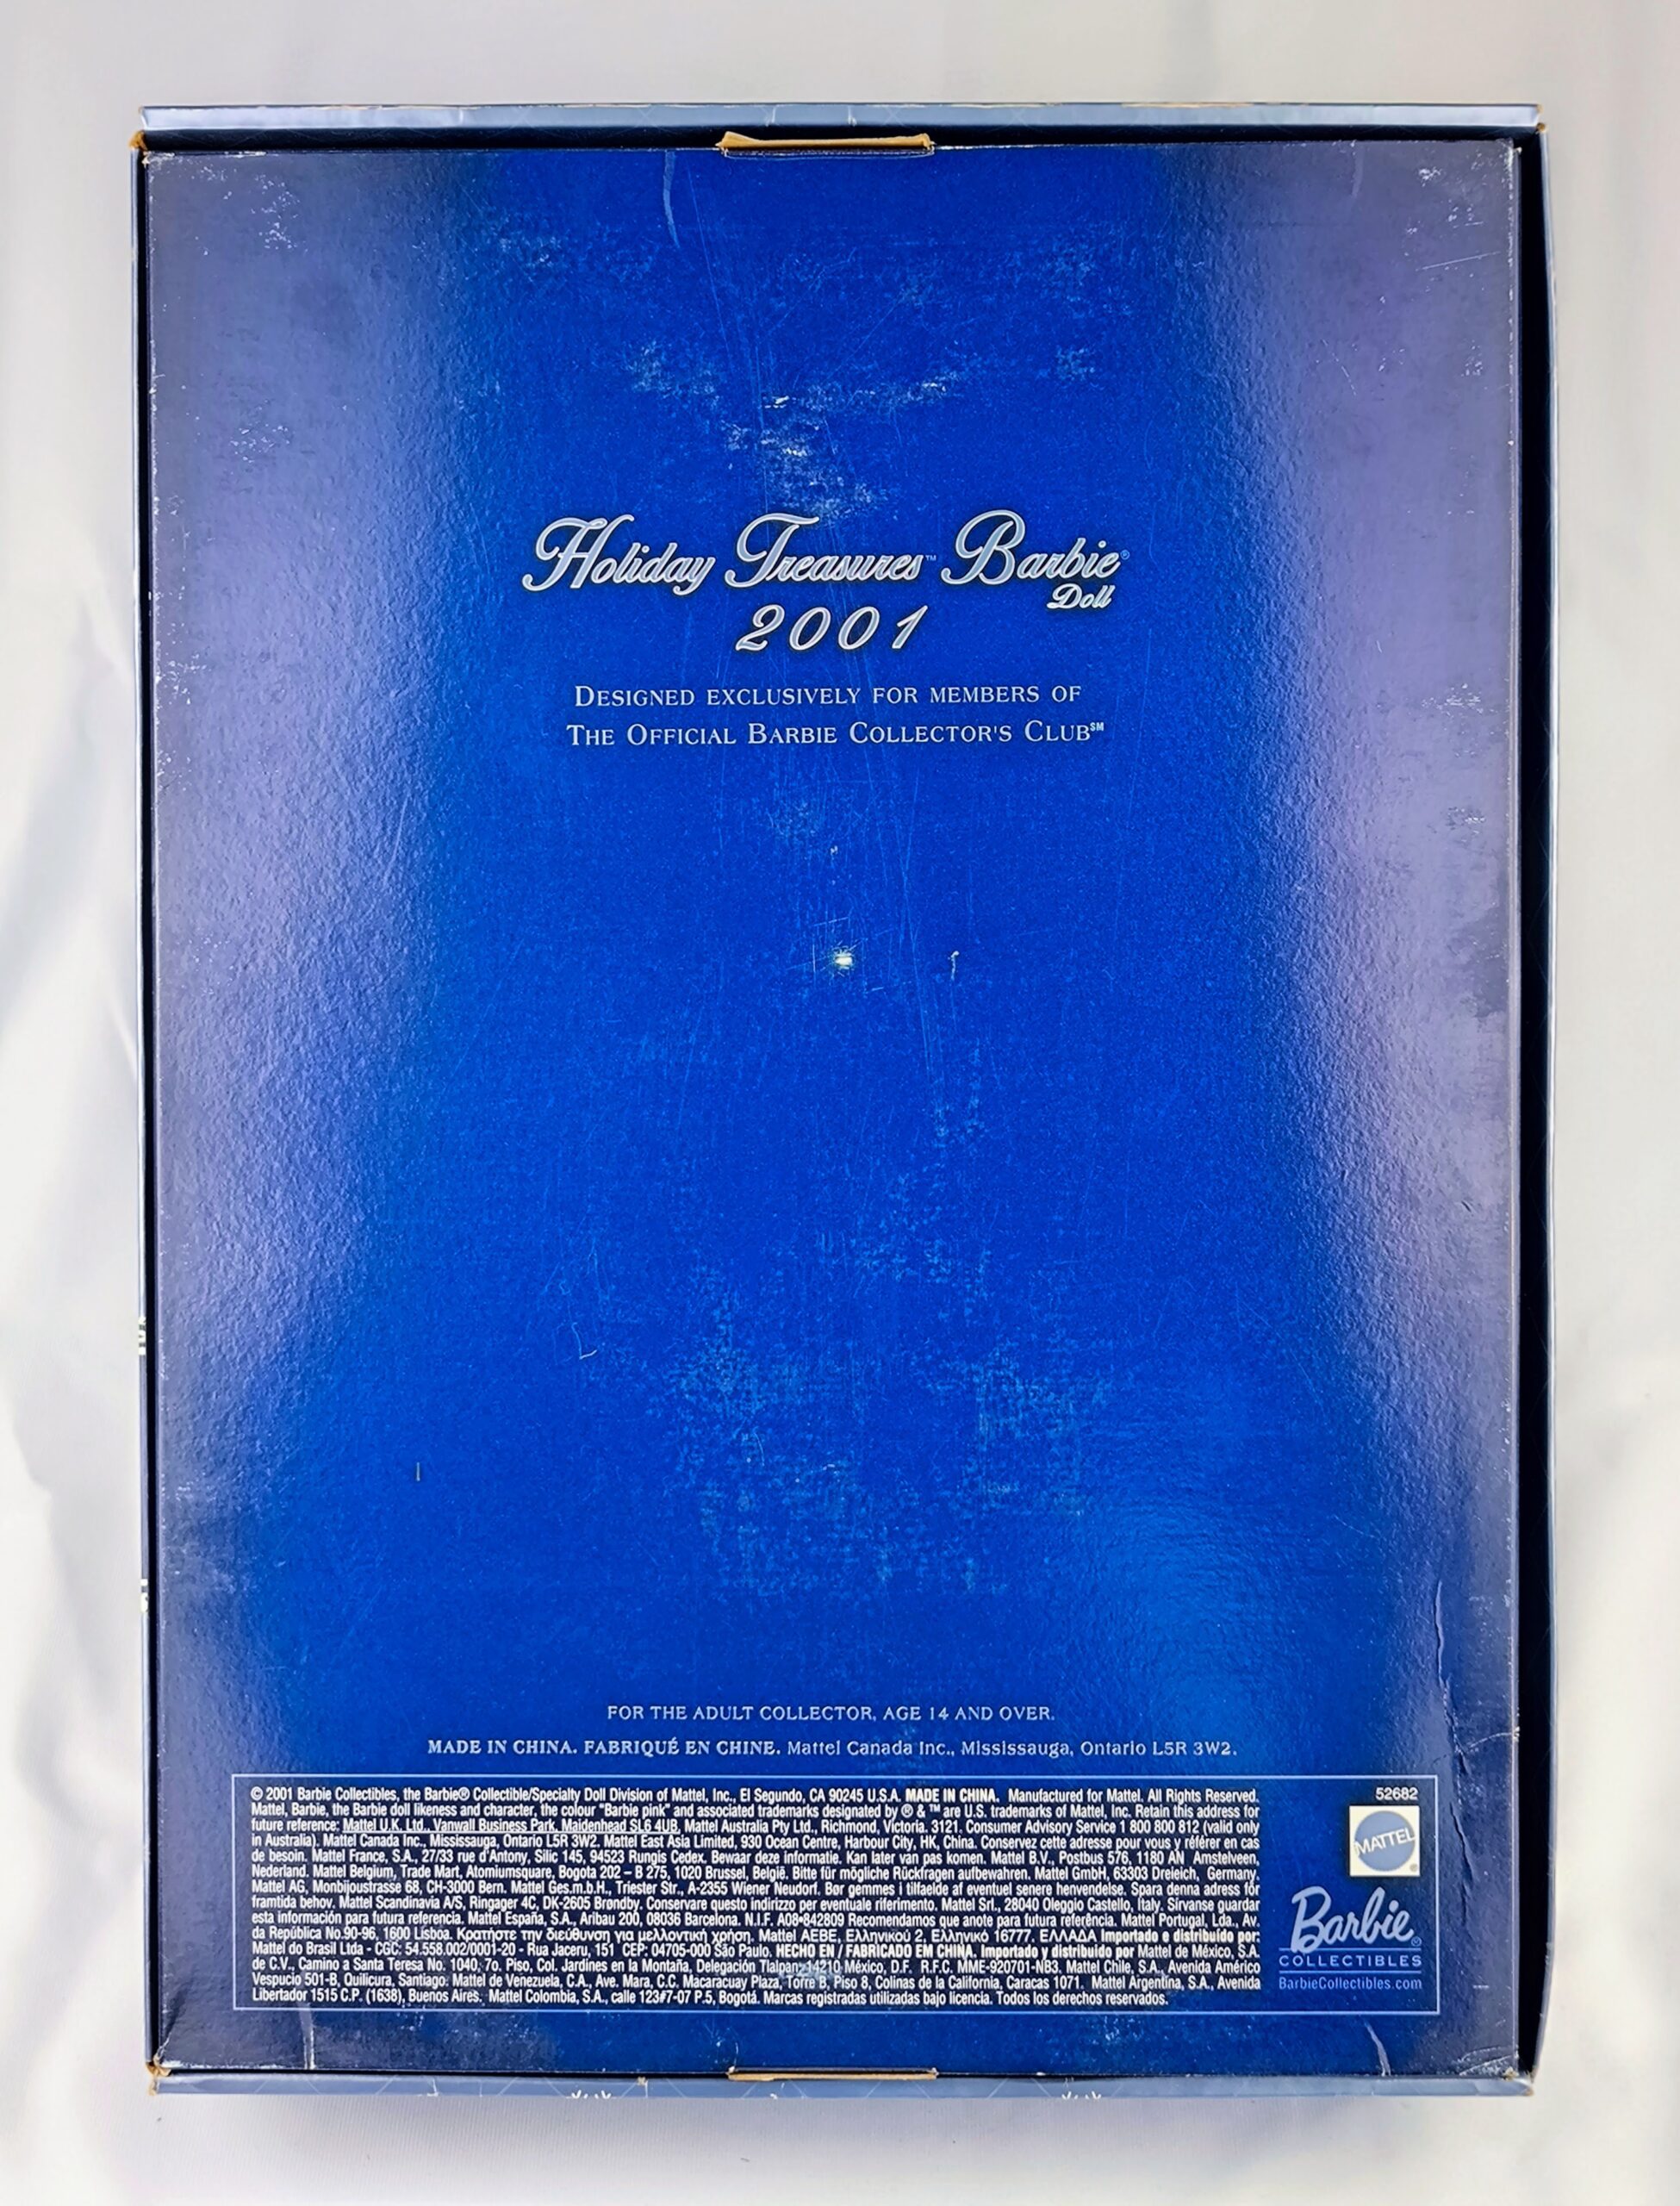 Holiday Treasures™ Barbie®
Doll
2001
DESIGNED EXCLUSIVELY FOR MEMBERS OF
THE OFFICIAL BARBIE COLLECTOR'S CLUB℠
FOR THE ADULT COLLECTOR, AGE 14 AND OVER.
MADE IN CHINA. FABRIQUÉ EN CHINE. Mattel Canada Inc., Mississauga, Ontario L5R 3W2.
© 2001 Barbie Collectibles, the Barbie® Collectible/Specialty Doll Division of Mattel, Inc., El Segundo, CA 90245 U.S.A. MADE IN CHINA. Manufactured for Mattel. All Rights Reserved.
Mattel, Barbie, the Barbie doll likeness and character, the colour "Barbie pink" and associated trademarks designated by ® & ™ are U.S. trademarks of Mattel, Inc. Retain this address for
future reference: Mattel U.K. Ltd., Vanwall Business Park, Maidenhead SL6 4UB. Mattel Australia Pty Ltd., Richmond, Victoria. 3121. Consumer Advisory Service 1 800 800 812 (valid only
in Australia). Mattel Canada Inc., Mississauga, Ontario L5R 3W2. Mattel East Asia Limited, 930 Ocean Centre, Harbour City, HK, China. Conservez cette adresse pour vous y référer en cas
de besoin. Mattel France, S.A., 27/33 rue d'Antony, Silic 145, 94523 Rungis Cedex. Bewaar deze informatie. Kan later van pas komen. Mattel B.V., Postbus 576, 1180 AN Amstelveen,
Nederland. Mattel Belgium, Trade Mart, Atomiumsquare, Bogota 202 – B 275, 1020 Brussel, België. Bitte für mögliche Rückfragen aufbewahren. Mattel GmbH, 63303 Dreieich, Germany.
Mattel AG, Monbijoustrasse 68, CH-3000 Bern. Mattel Ges.m.b.H., Triester Str., A-2355 Wiener Neudorf. Bør gemmes i tilfælde af eventuel senere henvendelse. Spara denna adress för
framtida behov. Mattel Scandinavia A/S, Ringager 4C, DK-2605 Brøndby. Conservare questo indirizzo per eventuale riferimento. Mattel Srl., 28040 Oleggio Castello, Italy. Sírvanse guardar
esta información para futura referencia. Mattel España, S.A., Aribau 200, 08036 Barcelona. N.I.F. A08•842809 Recomendamos que anote para futura referência. Mattel Portugal, Lda., Av.
da República No.90-96, 1600 Lisboa. Κρατήστε την διεύθυνση για μελλοντική χρήση. Mattel AEBE, Ελληνικού 2, Ελληνικό 16777. ΕΛΛΑΔΑ Importado e distribuído por:
Mattel do Brasil Ltda - CGC: 54.558.002/0001-20 - Rua Jaceru, 151 CEP: 04705-000 São Paulo. HECHO EN / FABRICADO EM CHINA. Importado y distribuido por Mattel de México, S.A.
de C.V., Camino a Santa Teresa No. 1040, 7o. Piso, Col. Jardines en la Montaña, Delegación Tlalpan, 14210 México, D.F. R.F.C. MME-920701-NB3. Mattel Chile, S.A., Avenida Américo
Vespucio 501-B, Quilicura, Santiago. Mattel de Venezuela, C.A., Ave. Mara, C.C. Macaracuay Plaza, Torre B, Piso 8, Colinas de la California, Caracas 1071. Mattel Argentina, S.A., Avenida
Libertador 1515 C.P. (1638), Buenos Aires. Mattel Colombia, S.A., calle 123#7-07 P.5, Bogotá. Marcas registradas utilizadas bajo licencia. Todos los derechos reservados.
52682
MATTEL
Barbie®
COLLECTIBLES
BarbieCollectibles.com